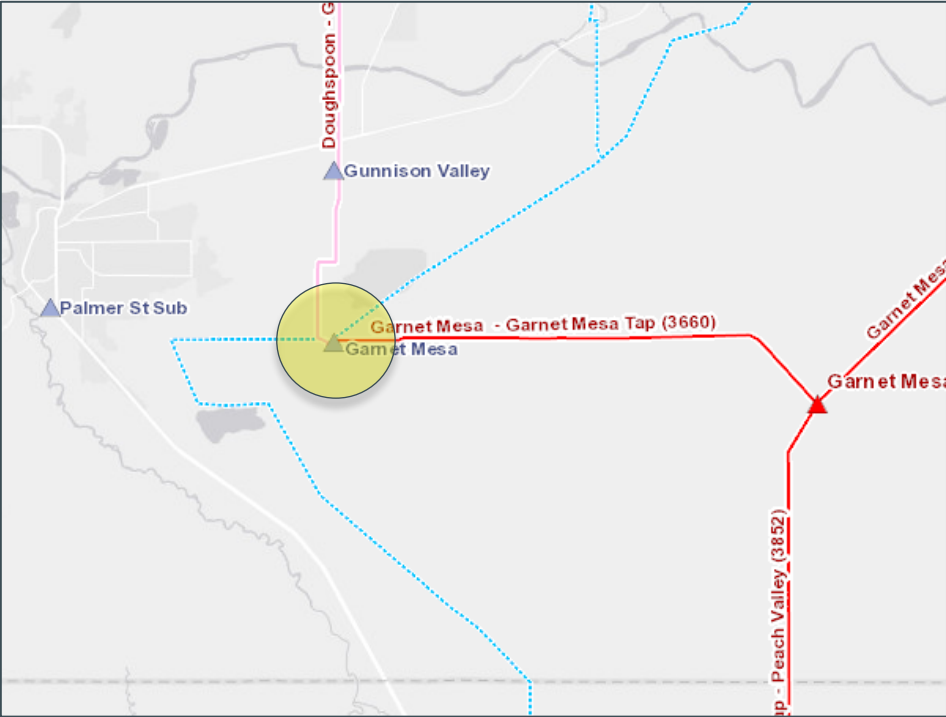 Doughspoon - G
Gunnison Valley
Palmer St Sub
Garnet Mesa - Garnet Mesa Tap (3660)
Garnet Mesa
Garnet Mesa
Garnet Mesa
ap - Peach Valley (3852)